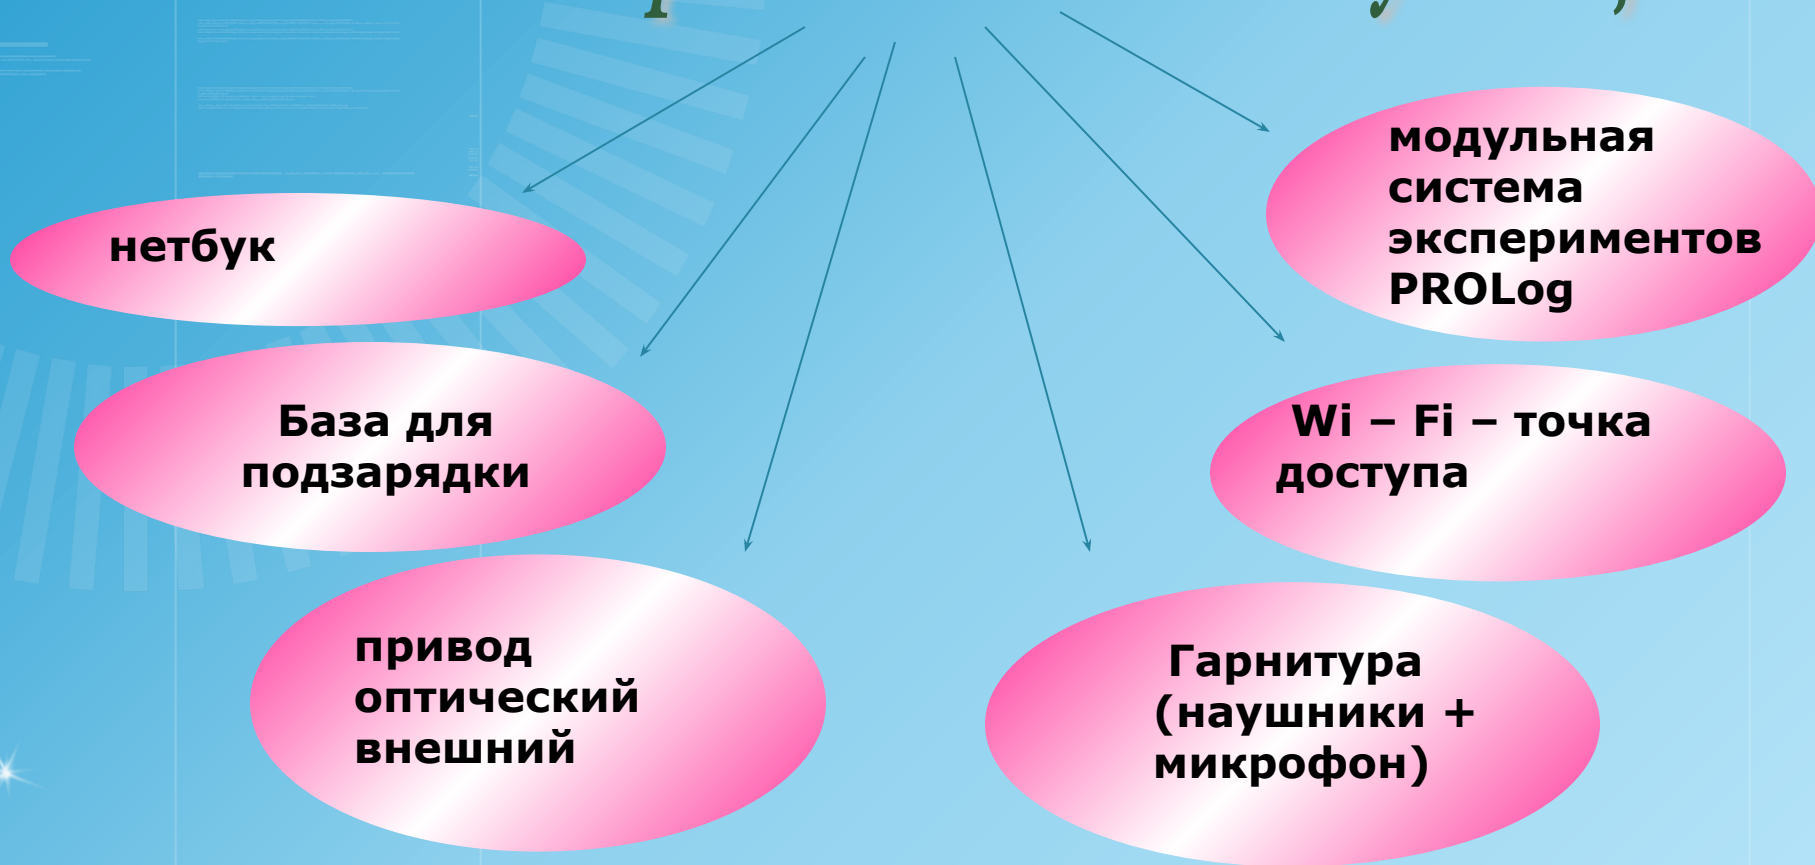 нетбук
База для
подзарядки
привод
оптический
внешний
модульная
система
экспериментов
PROLog
Wi – Fi – точка
доступа
Гарнитура
(наушники +
микрофон)